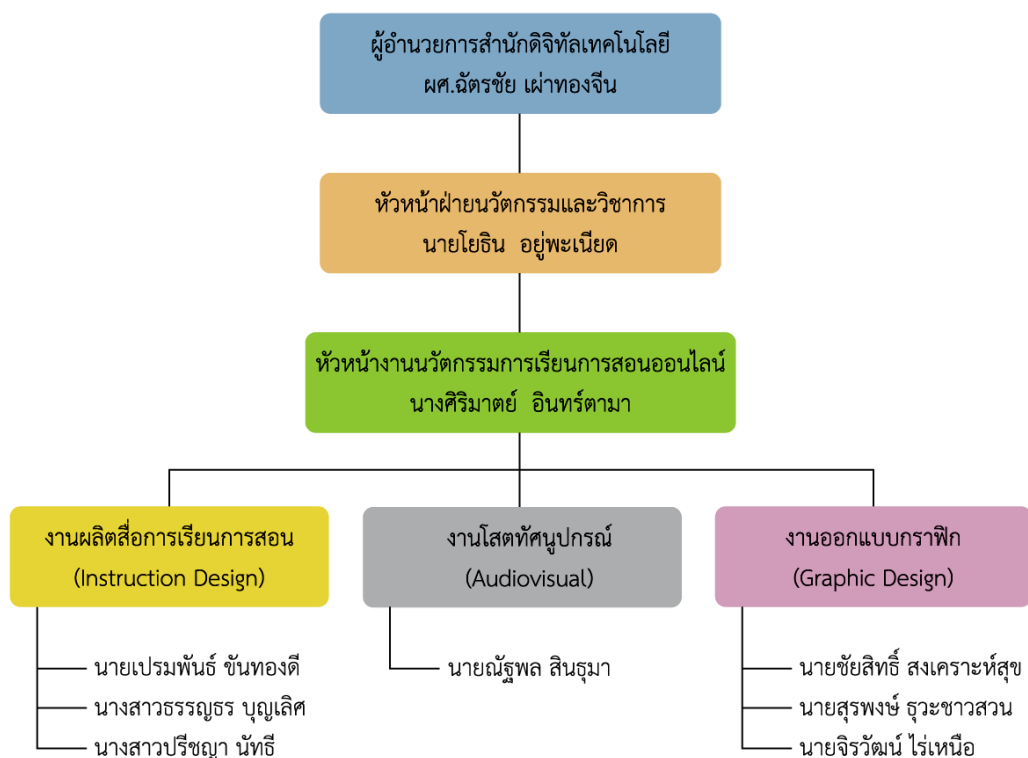 ผู้อำนวยการสำนักดิจิทัลเทคโนโลยี
ผศ.ฉัตรชัย เผ่าทองจีน
หัวหน้าฝ่ายนวัตกรรมและวิชาการ
นายโยธิน อยู่พะเนียด
หัวหน้างานนวัตกรรมการเรียนการสอนออนไลน์
นางศิริมาตย์ อินทร์ตามา
งานผลิตสื่อการเรียนการสอน
(Instruction Design)
นายเปรมพันธ์ ขันทองดี
นางสาวธรรญธร บุญเลิศ
นางสาวปรีชญา นัทธี
งานโสตทัศนูปกรณ์
(Audiovisual)
นายณัฐพล สินธุมา
งานออกแบบกราฟิก
(Graphic Design)
นายชัยสิทธิ์ สงเคราะห์สุข
นายสุรพงษ์ ธุวะชาวสวน
นายจิรวัฒน์ ไร่เหนือ